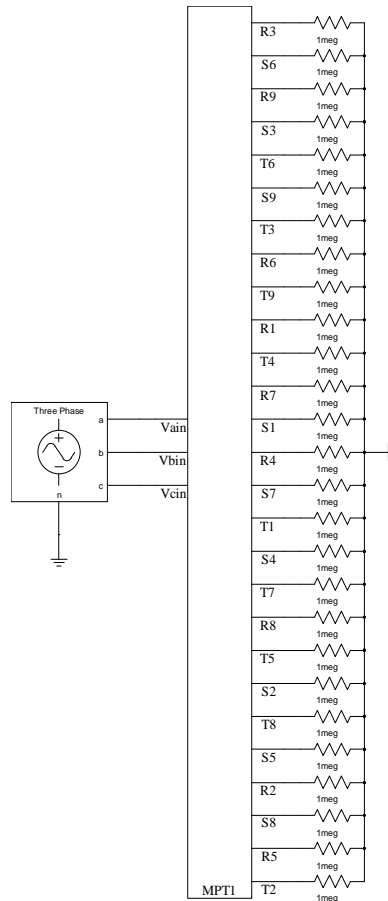 R3
1meg
S6
1meg
R9
1meg
S3
1meg
T6
1meg
S9
1meg
T3
1meg
R6
1meg
T9
1meg
R1
1meg
T4
1meg
R7
1meg
Three Phase
a
Vain
S1
1meg
b
Vbin
R4
1meg
c
Vcin
n
S7
1meg
T1
1meg
S4
1meg
T7
1meg
R8
1meg
T5
1meg
S2
1meg
T8
1meg
S5
1meg
R2
1meg
S8
1meg
R5
1meg
MPT1
T2
1meg